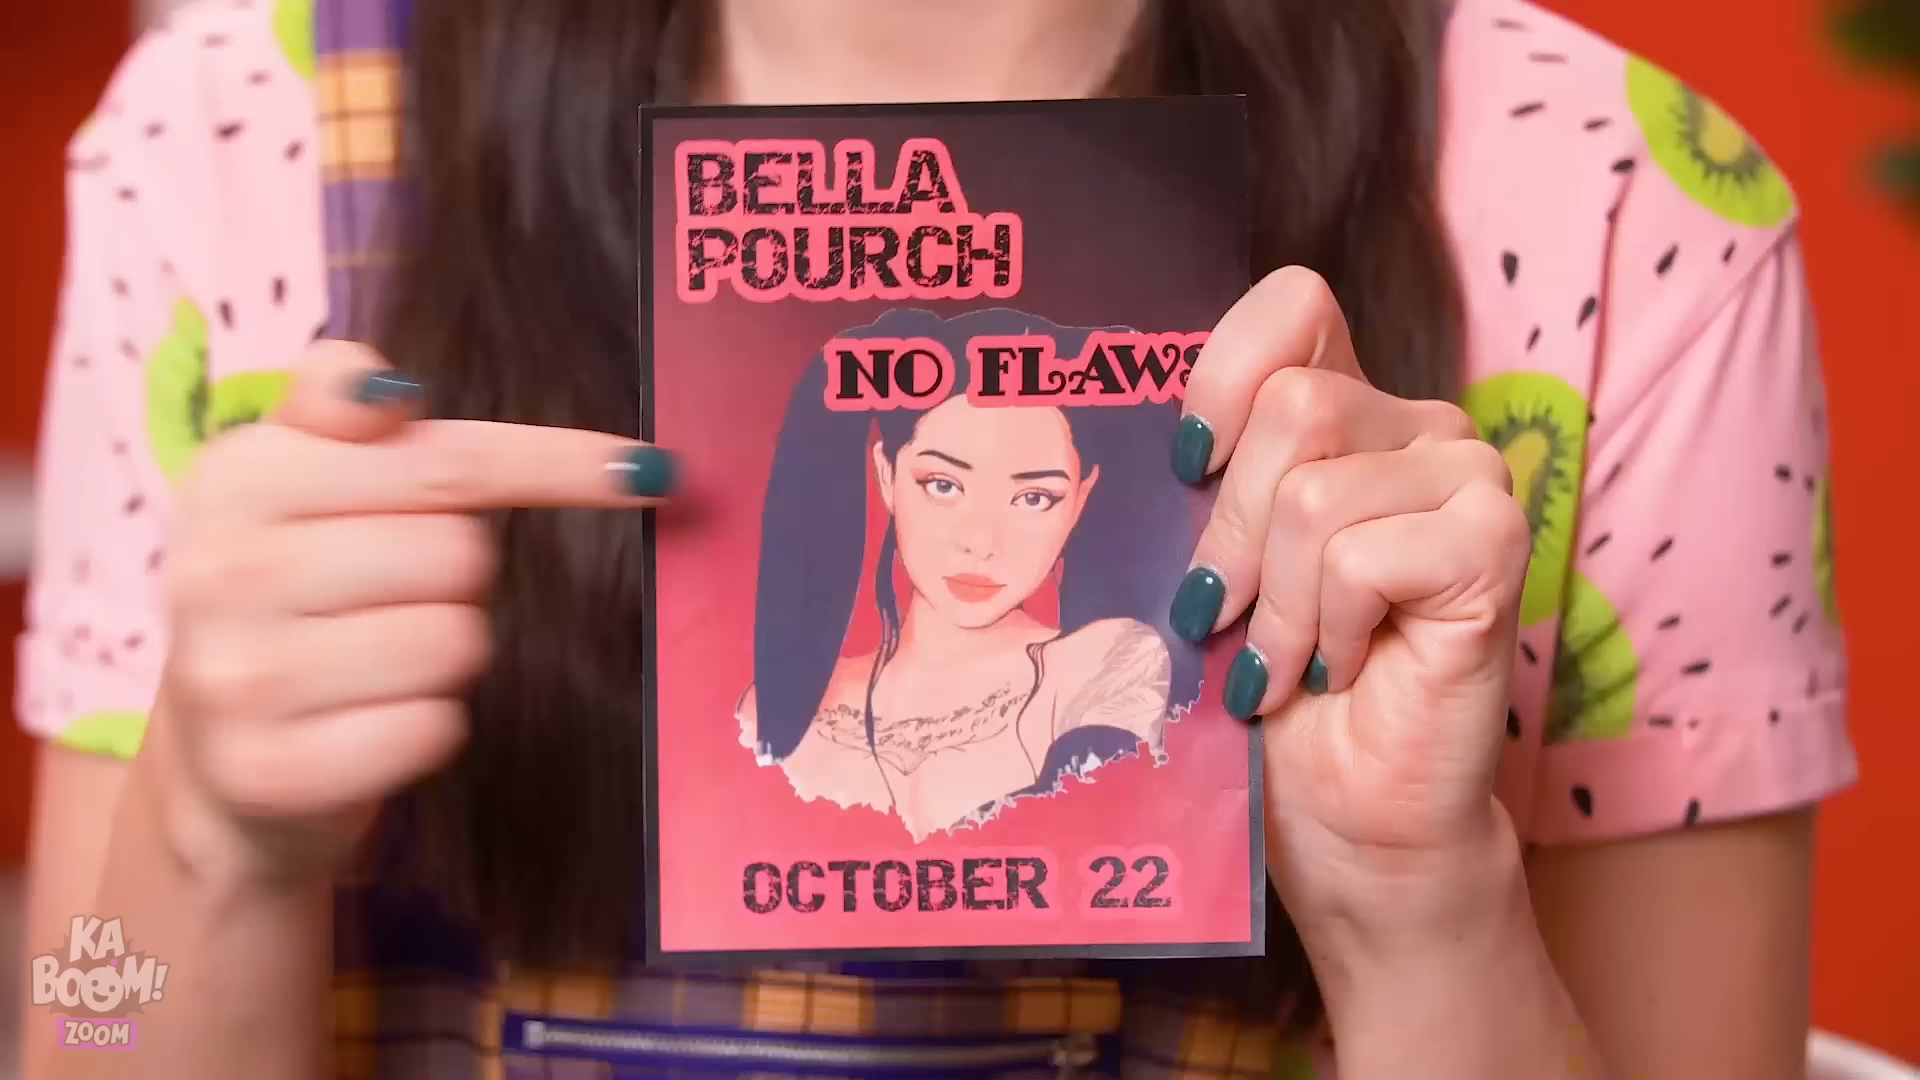 BELLA
POURCH
NO FLAWS
OCTOBER 22
KA
BOOM!
ZOOM